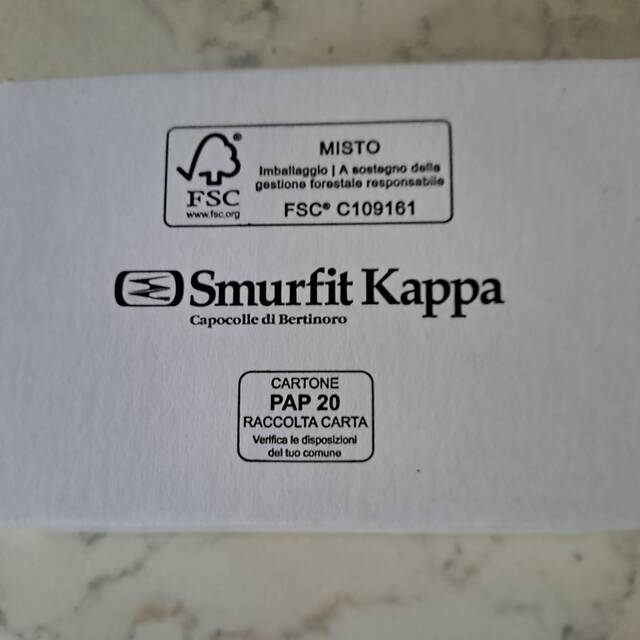 MISTO
Imballaggio | A sostegno della
gestione forestale responsabile
FSC® C109161
®
FSC
www.fsc.org
Smurfit Kappa
Capocolle di Bertinoro
CARTONE
PAP 20
RACCOLTA CARTA
Verifica le disposizioni
del tuo comune